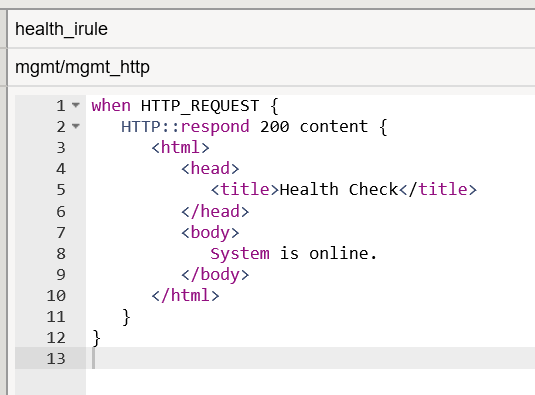 health_irule
mgmt/mgmt_http
1 when HTTP_REQUEST {
2 HTTP::respond 200 content {
3 <html>
4 <head>
5 <title>Health Check</title>
6 </head>
7 <body>
8 System is online.
9 </body>
10 </html>
11 }
12 }
13